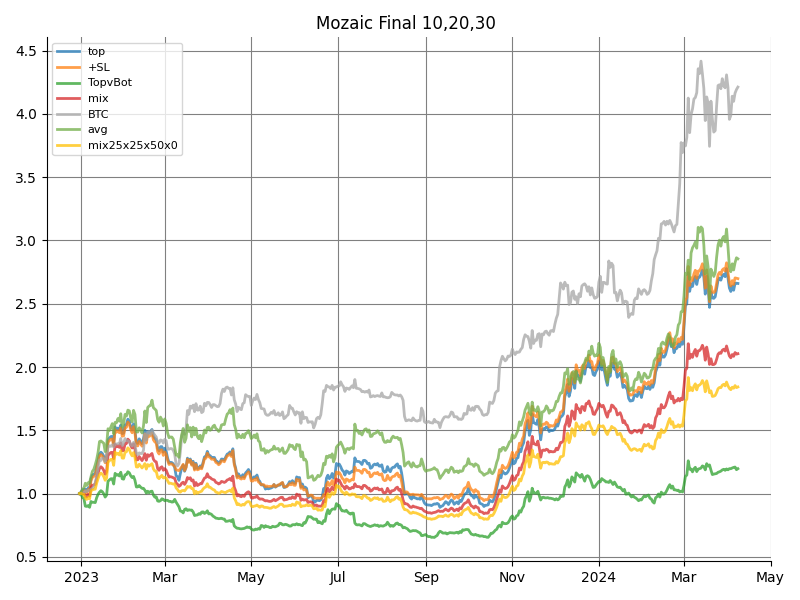 Mozaic Final 10,20,30
top
+SL
TopvBot
mix
BTC
avg
mix25x25x50x0
4.5
4.0
3.5
3.0
2.5
2.0
1.5
1.0
0.5
2023 Mar May Jul Sep Nov 2024 Mar May